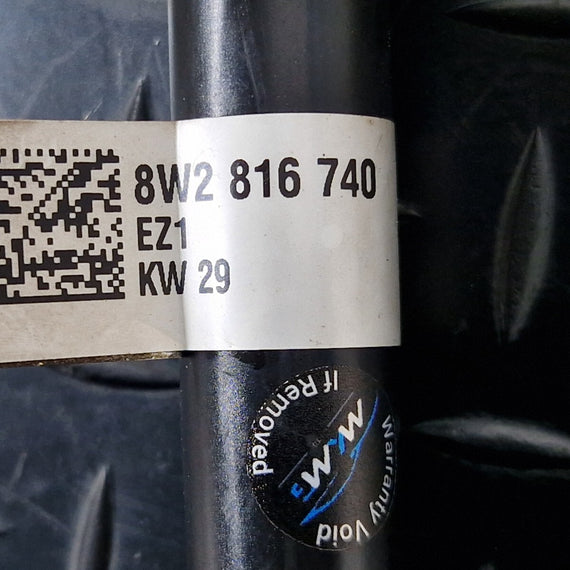 8W2 816 740
EZ1
KW 29
Warranty Void
If Removed